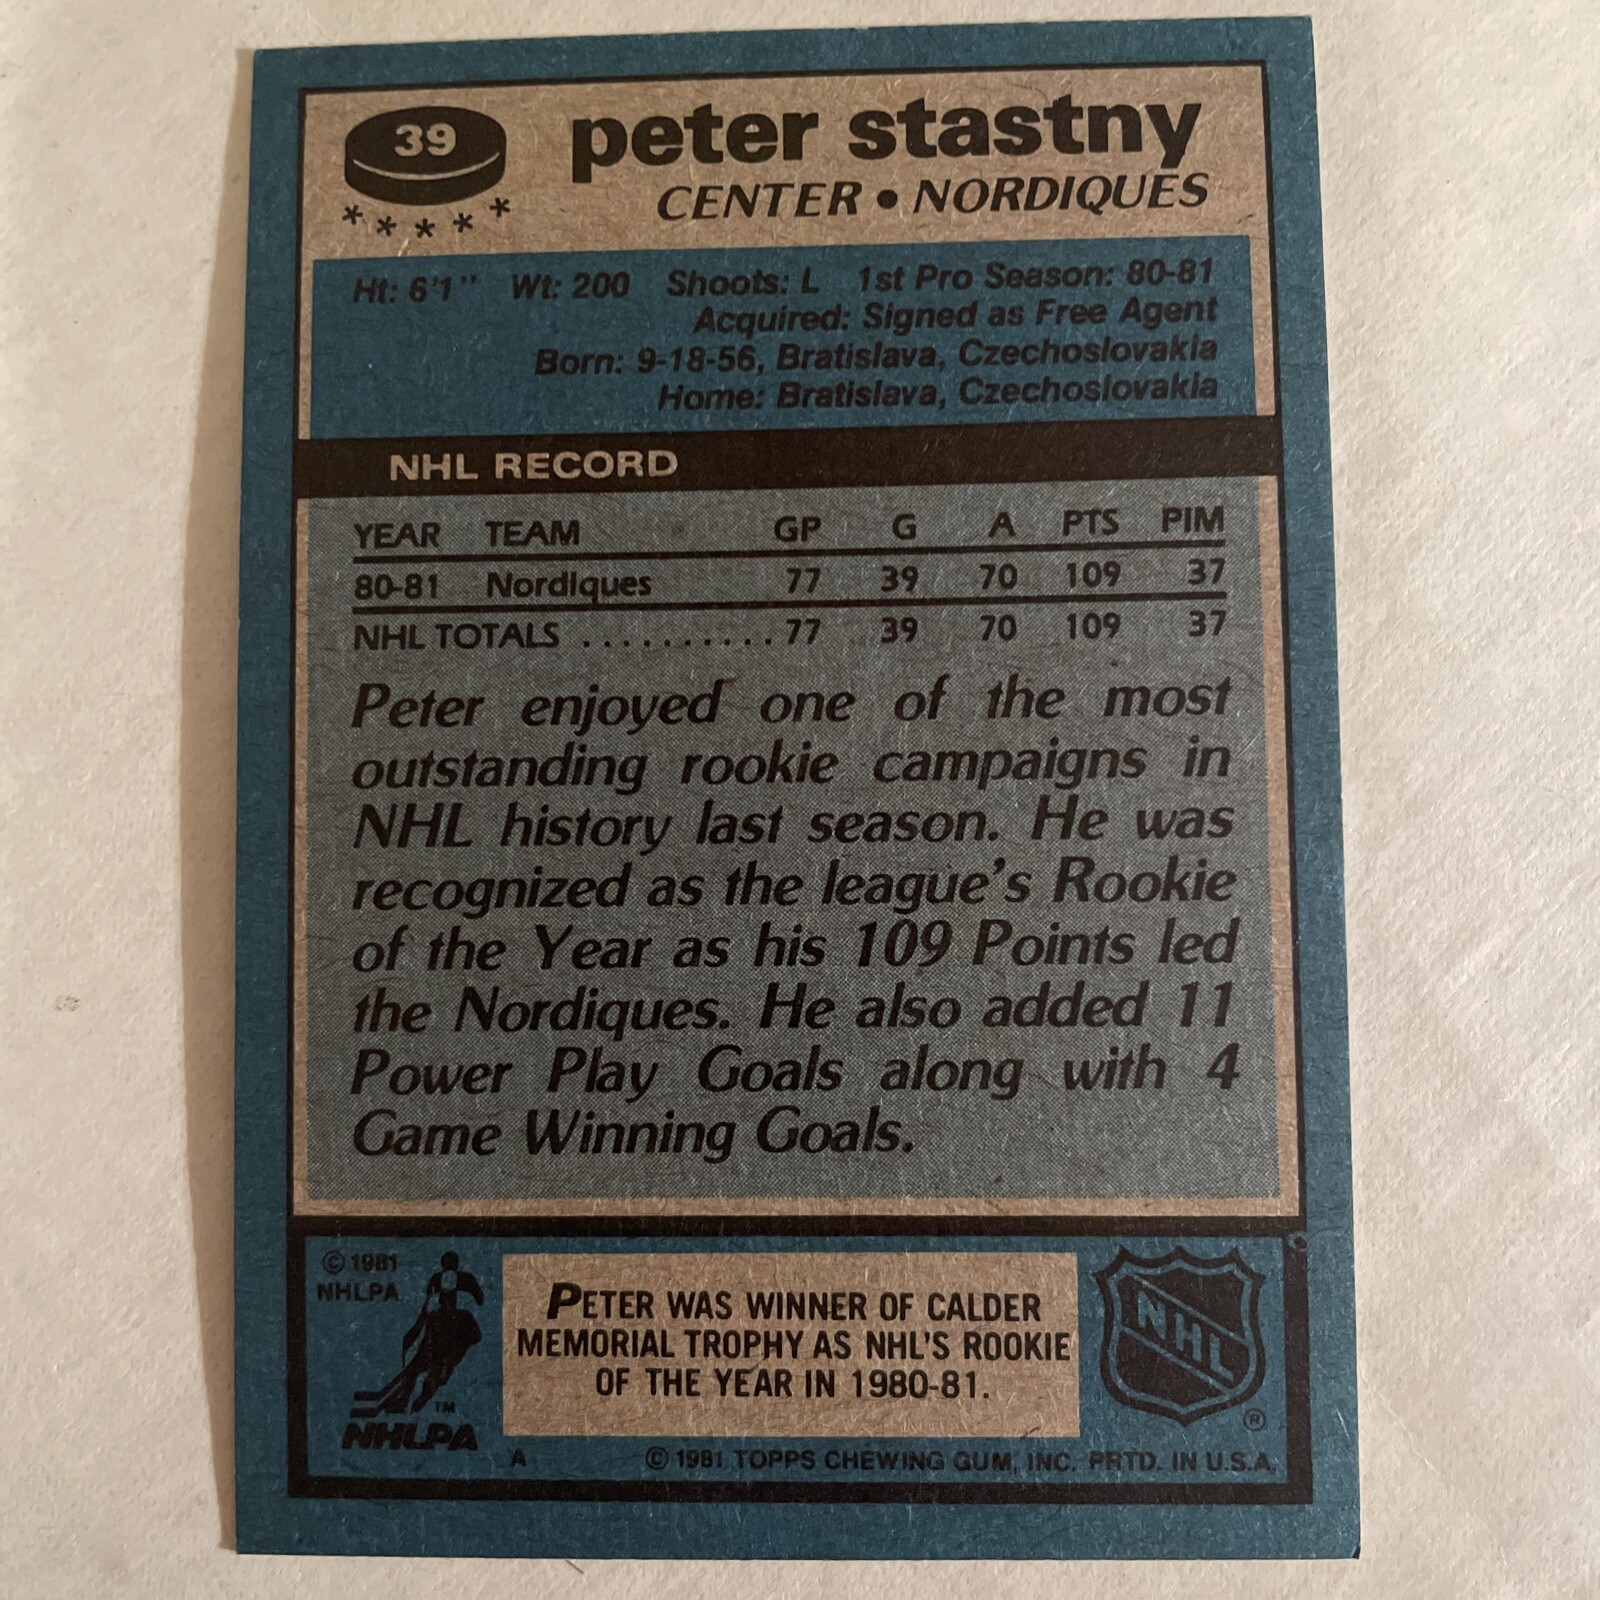 39
peter stastny
* * * * *
CENTER • NORDIQUES
Ht: 6'1" Wt: 200 Shoots: L 1st Pro Season: 80-81
Acquired: Signed as Free Agent
Born: 9-18-56, Bratislava, Czechoslovakia
Home: Bratislava, Czechoslovakia
NHL RECORD
YEAR TEAM GP G A PTS PIM
80-81 Nordiques 77 39 70 109 37
NHL TOTALS .......... 77 39 70 109 37
Peter enjoyed one of the most
outstanding rookie campaigns in
NHL history last season. He was
recognized as the league's Rookie
of the Year as his 109 Points led
the Nordiques. He also added 11
Power Play Goals along with 4
Game Winning Goals.
© 1981
NHLPA
TM
NHLPA
PETER WAS WINNER OF CALDER
MEMORIAL TROPHY AS NHL'S ROOKIE
OF THE YEAR IN 1980-81.
NHL
®
A © 1981 TOPPS CHEWING GUM, INC. PRTD. IN U.S.A.